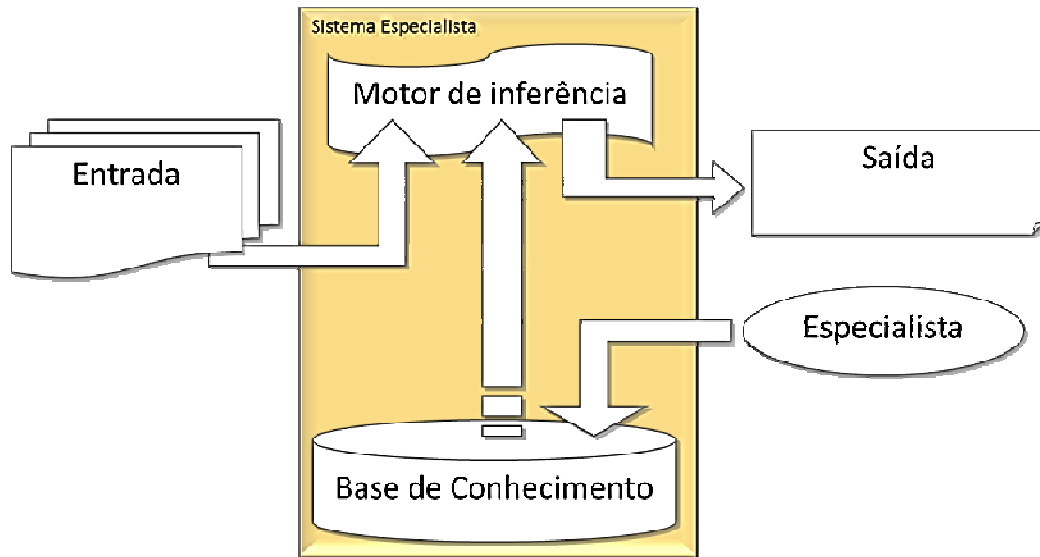 Sistema Especialista
Motor de inferência
Entrada
Saída
Especialista
Base de Conhecimento